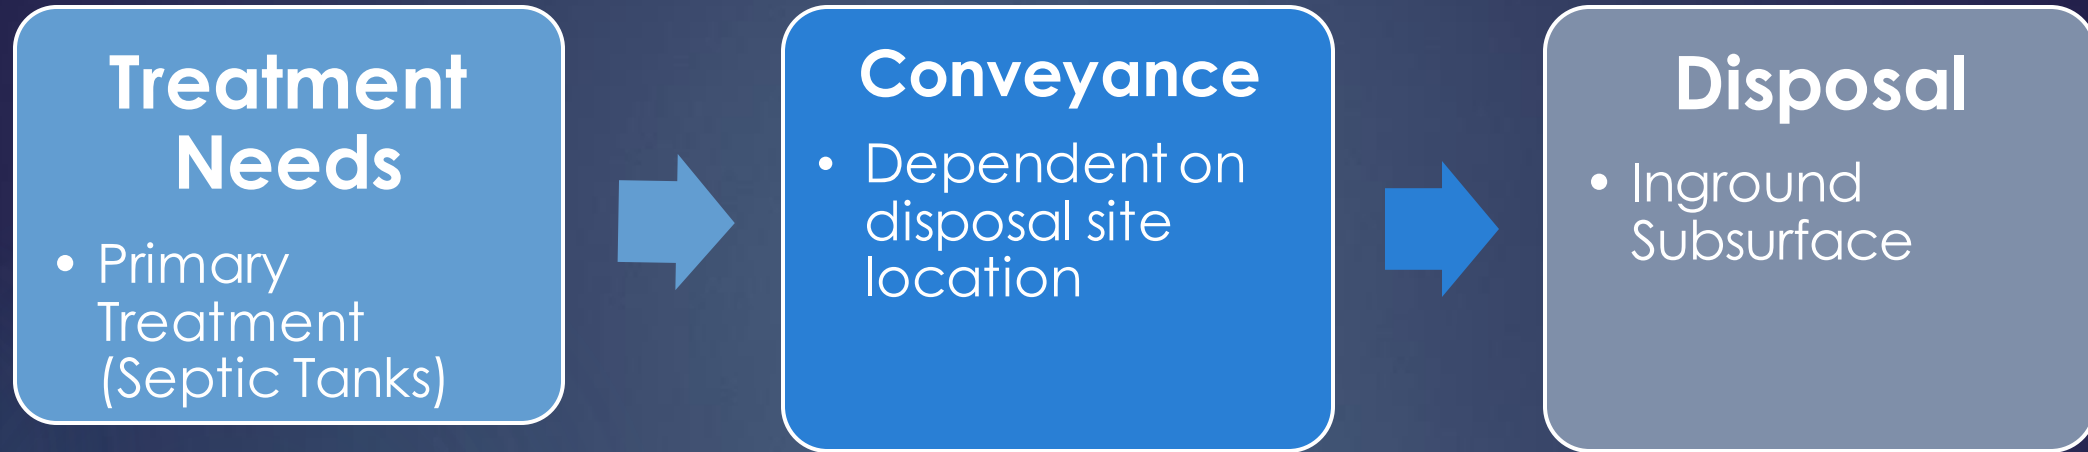 Treatment
Needs
• Primary
Treatment
(Septic Tanks)
Conveyance
• Dependent on
disposal site
location
Disposal
• Inground
Subsurface